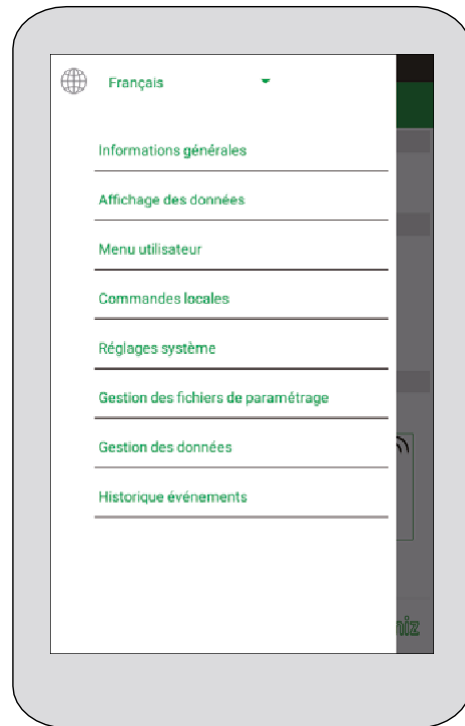 Français
Informations générales
Affichage des données
Menu utilisateur
Commandes locales
Réglages système
Gestion des fichiers de paramétrage
Gestion des données
Historique événements
niz